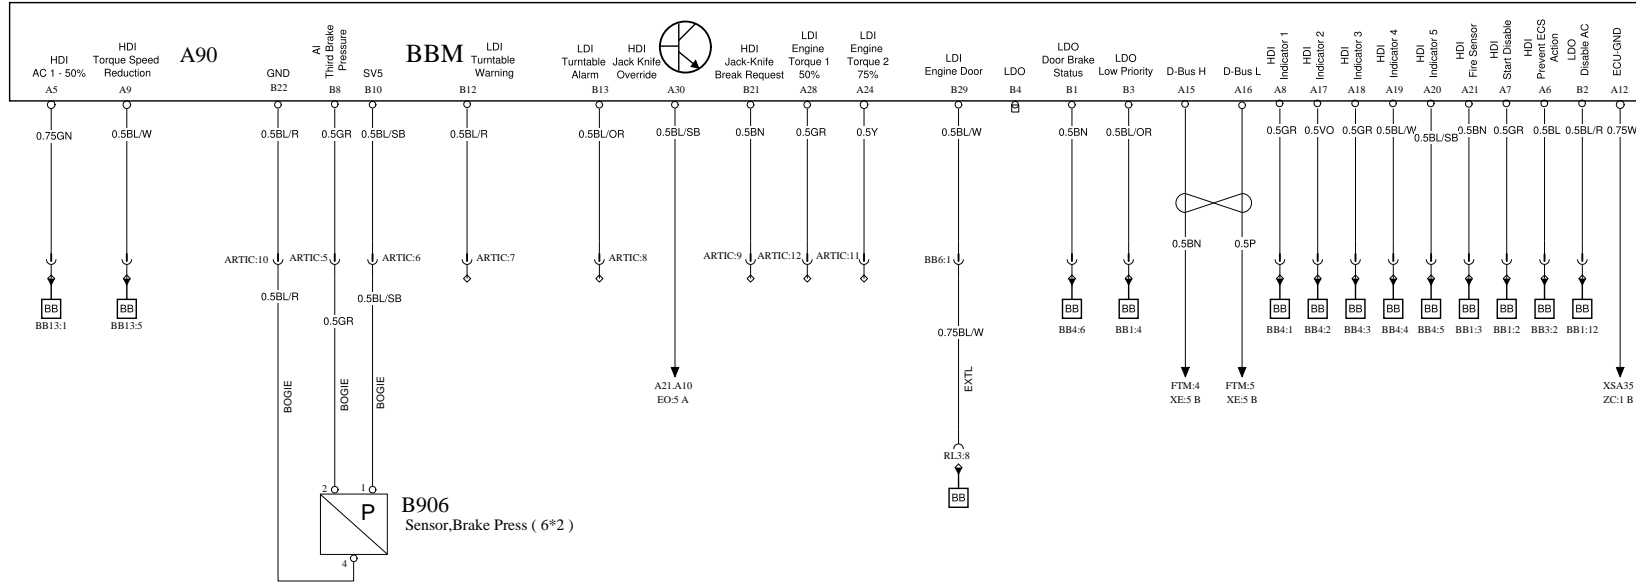 HDI
AC 1 - 50%
A5
0.75GN
BB
BB13:1
HDI
Torque Speed
Reduction
A9
0.5BL/W
BB
BB13:5
A90
GND
B22
0.5BL/R
ARTIC:10
0.5BL/R
BOGIE
AI
Third Brake
Pressure
B8
0.5GR
ARTIC:5
0.5GR
BOGIE
SV5
B10
0.5BL/SB
ARTIC:6
0.5BL/SB
BOGIE
2
1
P
4
B906
Sensor,Brake Press ( 6*2 )
BBM
LDI
Turntable
Warning
B12
0.5BL/R
ARTIC:7
LDI
Turntable
Alarm
B13
0.5BL/OR
ARTIC:8
HDI
Jack Knife
Override
A30
0.5BL/SB
A21.A10
EO:5 A
HDI
Jack-Knife
Break Request
B21
0.5BN
ARTIC:9
LDI
Engine
Torque 1
50%
A28
0.5GR
ARTIC:12
LDI
Engine
Torque 2
75%
A24
0.5Y
ARTIC:11
LDI
Engine Door
B29
0.5BL/W
BB6:1
0.75BL/W
EXTL
RL3:8
BB
LDO
B4
LDO
Door Brake
Status
B1
0.5BN
BB
BB4:6
LDO
Low Priority
B3
0.5BL/OR
BB
BB1:4
D-Bus H
A15
0.5BN
FTM:4
XE:5 B
D-Bus L
A16
0.5P
FTM:5
XE:5 B
HDI
Indicator 1
A8
0.5GR
BB
BB4:1
HDI
Indicator 2
A17
0.5VO
BB
BB4:2
HDI
Indicator 3
A18
0.5GR
BB
BB4:3
HDI
Indicator 4
A19
0.5BL/W
BB
BB4:4
HDI
Indicator 5
A20
0.5BL/SB
BB
BB4:5
HDI
Fire Sensor
A21
0.5BN
BB
BB1:3
HDI
Start Disable
A7
0.5GR
BB
BB1:2
HDI
Prevent ECS
Action
A6
0.5BL
BB
BB3:2
LDO
Disable AC
B2
0.5BL/R
BB
BB1:12
ECU-GND
A12
0.75W
XSA35
ZC:1 B